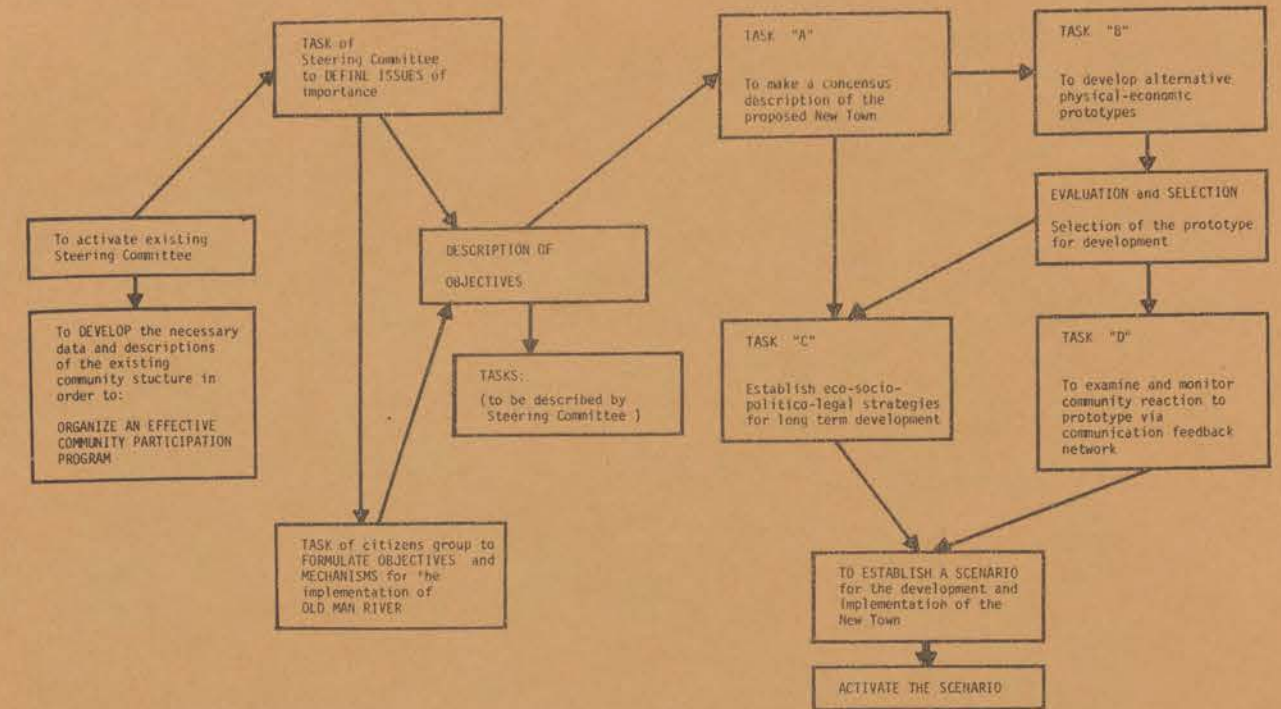 TASK of
Steering Committee
to DEFINE ISSUES of
importance
TASK "A"
To make a concensus
description of the
proposed New Town
TASK "B"
To develop alternative
physical-economic
prototypes
To activate existing
Steering Committee
DESCRIPTION OF
OBJECTIVES
EVALUATION and SELECTION
Selection of the prototype
for development
To DEVELOP the necessary
data and descriptions
of the existing
community stucture in
order to:
ORGANIZE AN EFFECTIVE
COMMUNITY PARTICIPATION
PROGRAM
TASKS:
(to be described by
Steering Committee )
TASK "C"
Establish eco-socio-
politico-legal strategies
for long term development
TASK "D"
To examine and monitor
community reaction to
prototype via
communication feedback
network
TASK of citizens group to
FORMULATE OBJECTIVES and
MECHANISMS for the
implementation of
OLD MAN RIVER
TO ESTABLISH A SCENARIO
for the development and
implementation of the
New Town
ACTIVATE THE SCENARIO